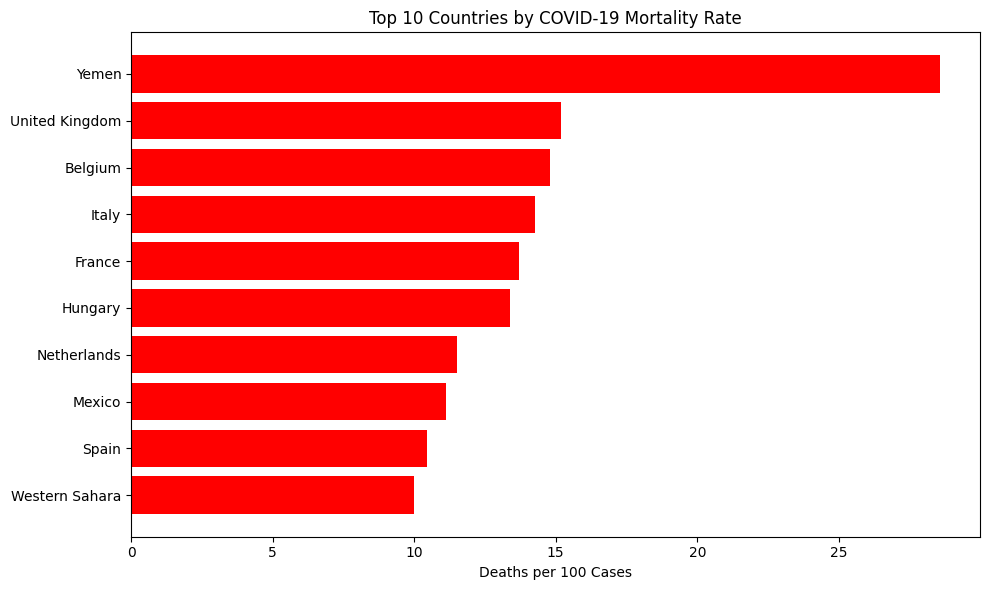 Top 10 Countries by COVID-19 Mortality Rate
Yemen
United Kingdom
Belgium
Italy
France
Hungary
Netherlands
Mexico
Spain
Western Sahara
0 5 10 15 20 25
Deaths per 100 Cases